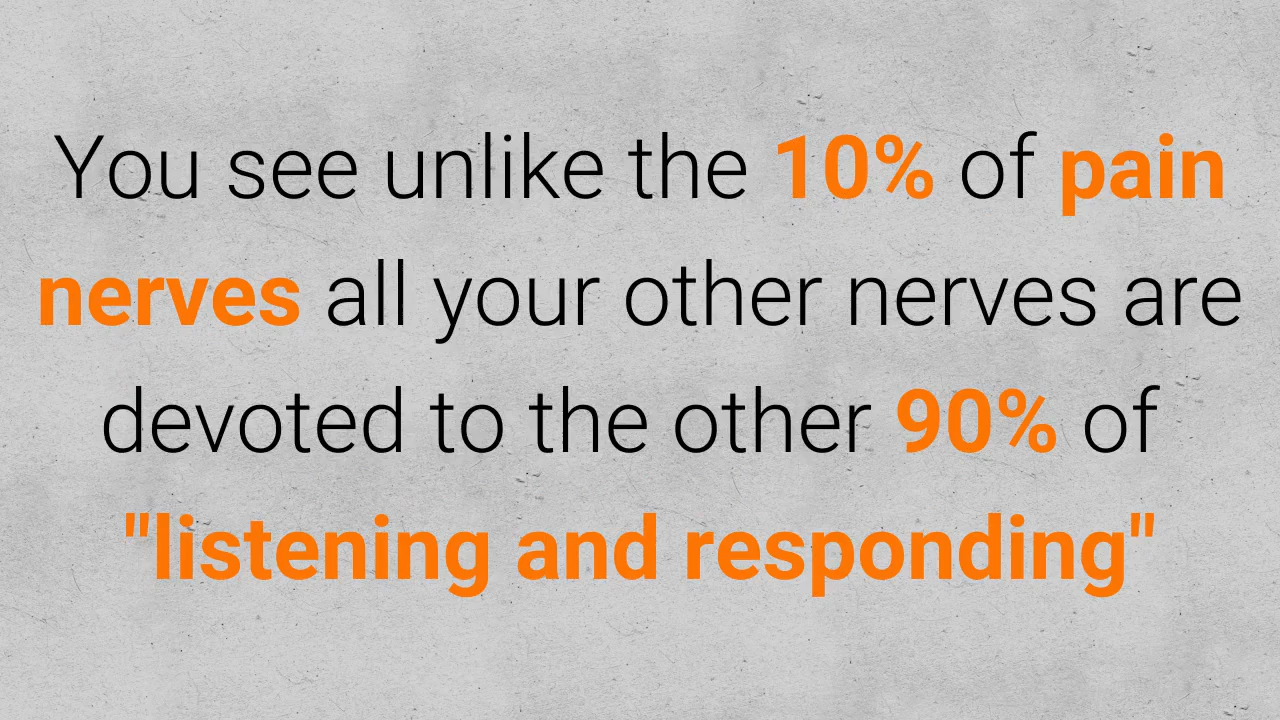 You see unlike the 10% of pain
nerves all your other nerves are
devoted to the other 90% of
"listening and responding"